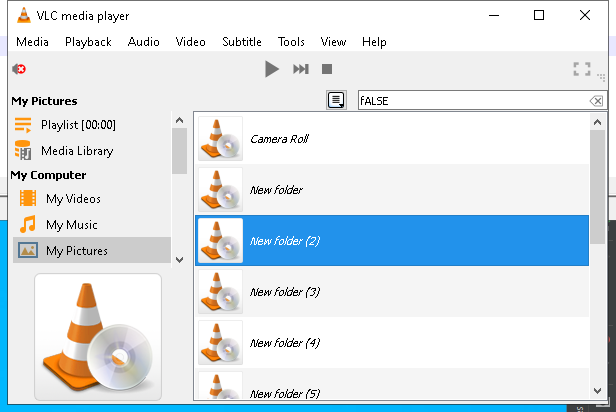 VLC media player
Media Playback Audio Video Subtitle Tools View Help
My Pictures
fALSE
Playlist [00:00]
Media Library
My Computer
My Videos
My Music
My Pictures
Camera Roll
New folder
New folder (2)
New folder (3)
New folder (4)
New folder (5)